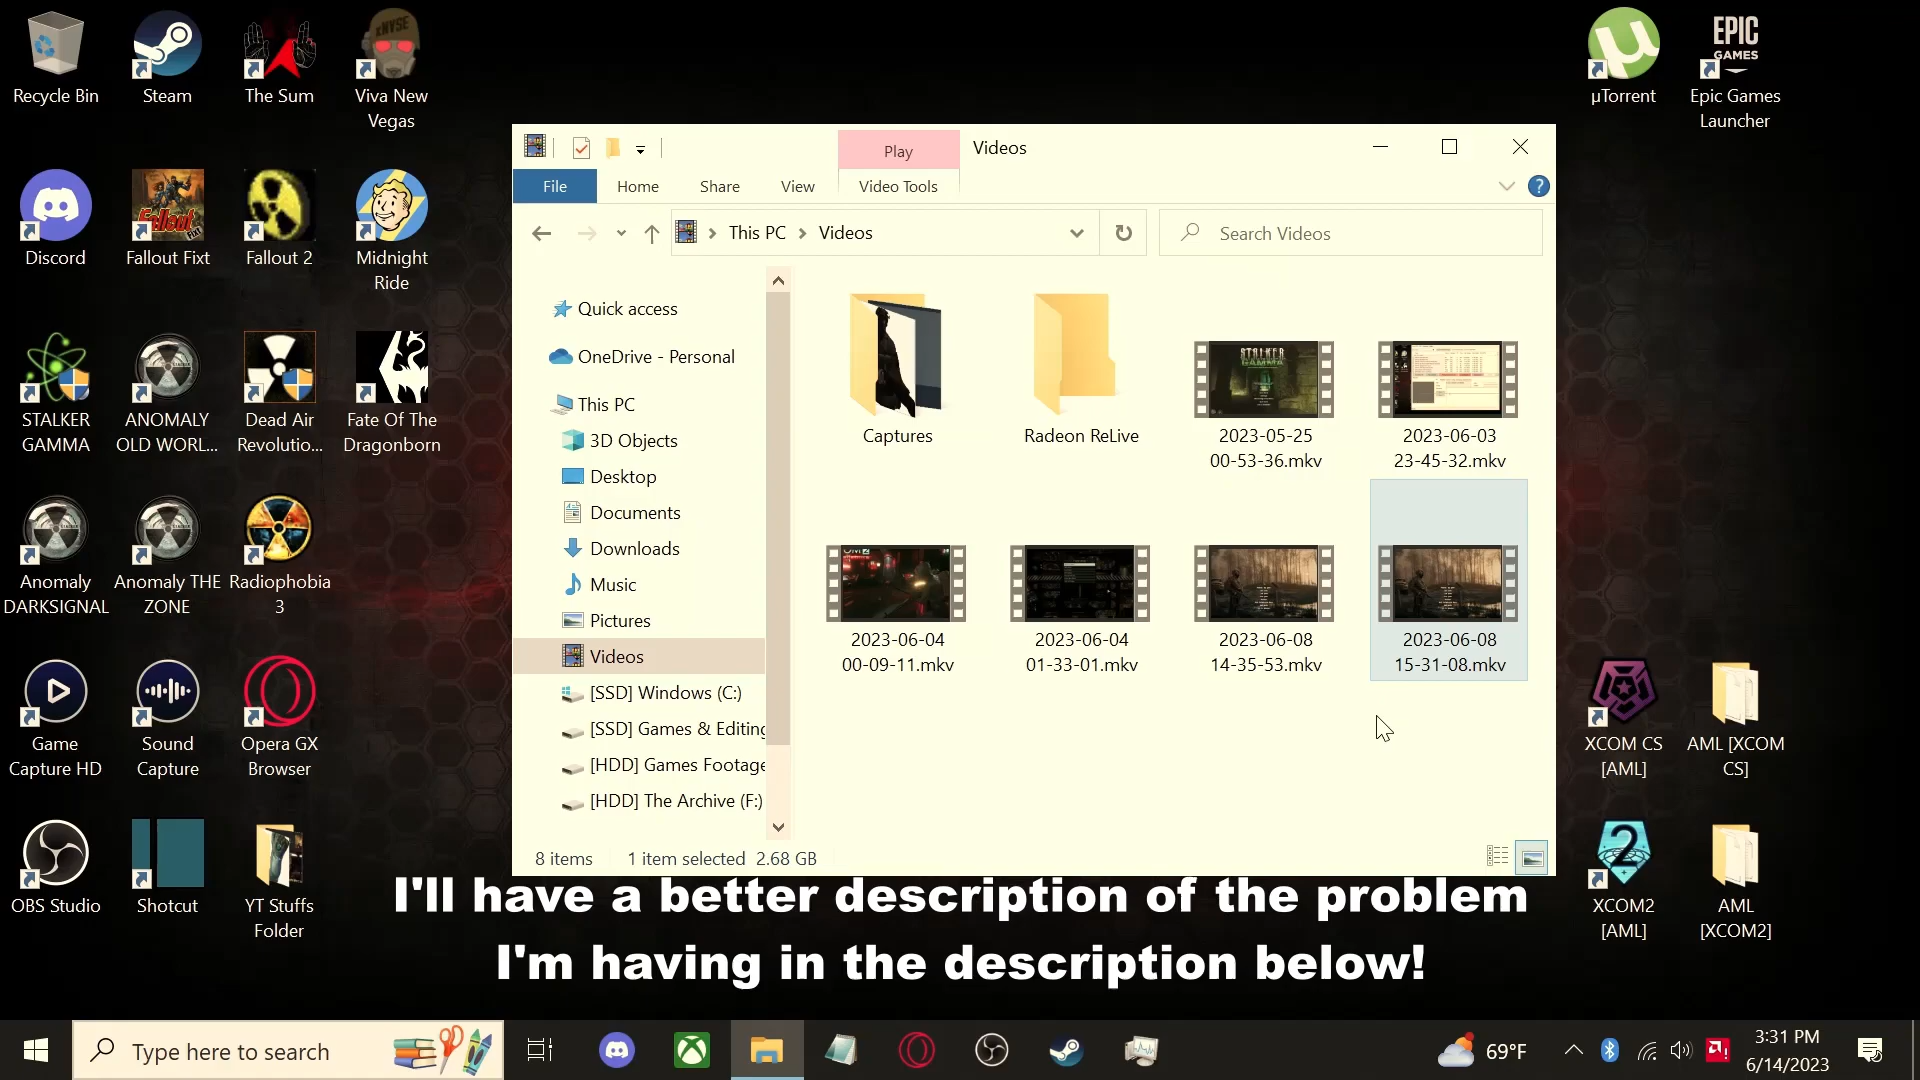 Recycle Bin
Steam
The Sum
Viva New
Vegas
µTorrent
EPIC
GAMES
Epic Games
Launcher
Discord
Fallout Fixt
Fallout 2
Midnight
Ride
STALKER
GAMMA
ANOMALY
OLD WORL...
Dead Air
Revolutio...
Fate Of The
Dragonborn
Anomaly
DARKSIGNAL
Anomaly THE
ZONE
Radiophobia
3
Game
Capture HD
Sound
Capture
Opera GX
Browser
OBS Studio
Shotcut
YT Stuffs
Folder
Play
Videos
File
Home
Share
View
Video Tools
This PC
Videos
Search Videos
Quick access
OneDrive - Personal
This PC
3D Objects
Desktop
Documents
Downloads
Music
Pictures
Videos
[SSD] Windows (C:)
[SSD] Games & Editing
[HDD] Games Footage
[HDD] The Archive (F:)
Captures
Radeon ReLive
STALKER
GAMMA
2023-05-25
00-53-36.mkv
2023-06-03
23-45-32.mkv
2023-06-04
00-09-11.mkv
2023-06-04
01-33-01.mkv
2023-06-08
14-35-53.mkv
2023-06-08
15-31-08.mkv
8 items
1 item selected 2.68 GB
XCOM CS
[AML]
AML [XCOM
CS]
2
XCOM2
[AML]
AML
[XCOM2]
I'll have a better description of the problem
I'm having in the description below!
Type here to search
69°F
3:31 PM
6/14/2023